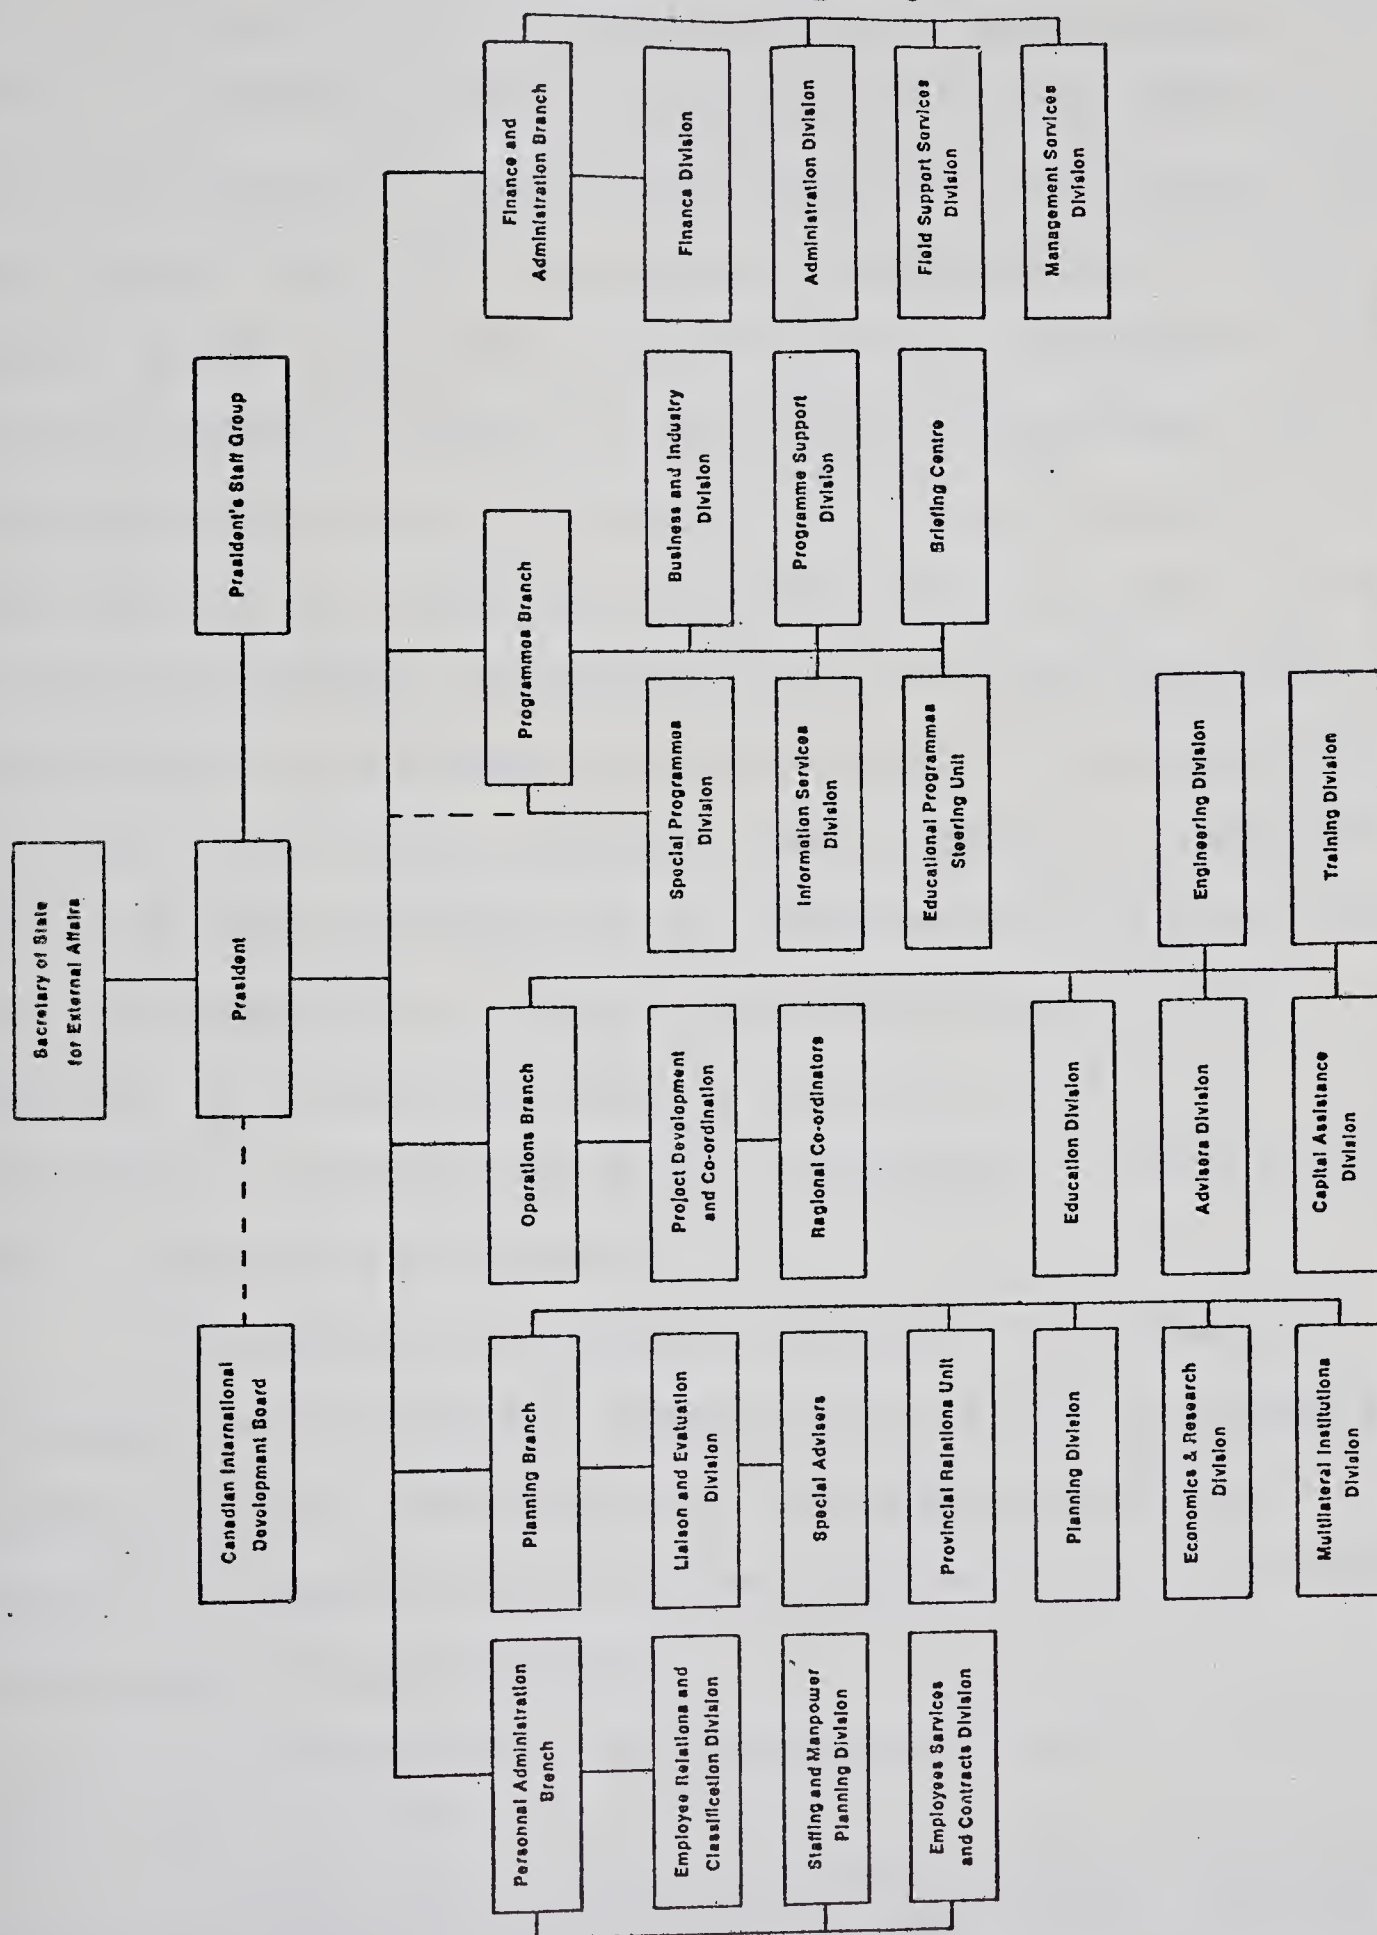 Secretary of State
for External Affairs
Canadian International
Development Board
President
President's Staff Group
Personnel Administration
Branch
Planning Branch
Operations Branch
Programmes Branch
Finance and
Administration Branch
Employee Relations and
Classification Division
Liaison and Evaluation
Division
Project Development
and Co-ordination
Special Programmes
Division
Business and Industry
Division
Finance Division
Staffing and Manpower
Planning Division
Special Advisers
Regional Co-ordinators
Information Services
Division
Programme Support
Division
Administration Division
Employees Services
and Contracts Division
Provincial Relations Unit
Educational Programmes
Steering Unit
Briefing Centre
Field Support Services
Division
Planning Division
Education Division
Management Services
Division
Economics & Research
Division
Advisers Division
Engineering Division
Multilateral Institutions
Division
Capital Assistance
Division
Training Division